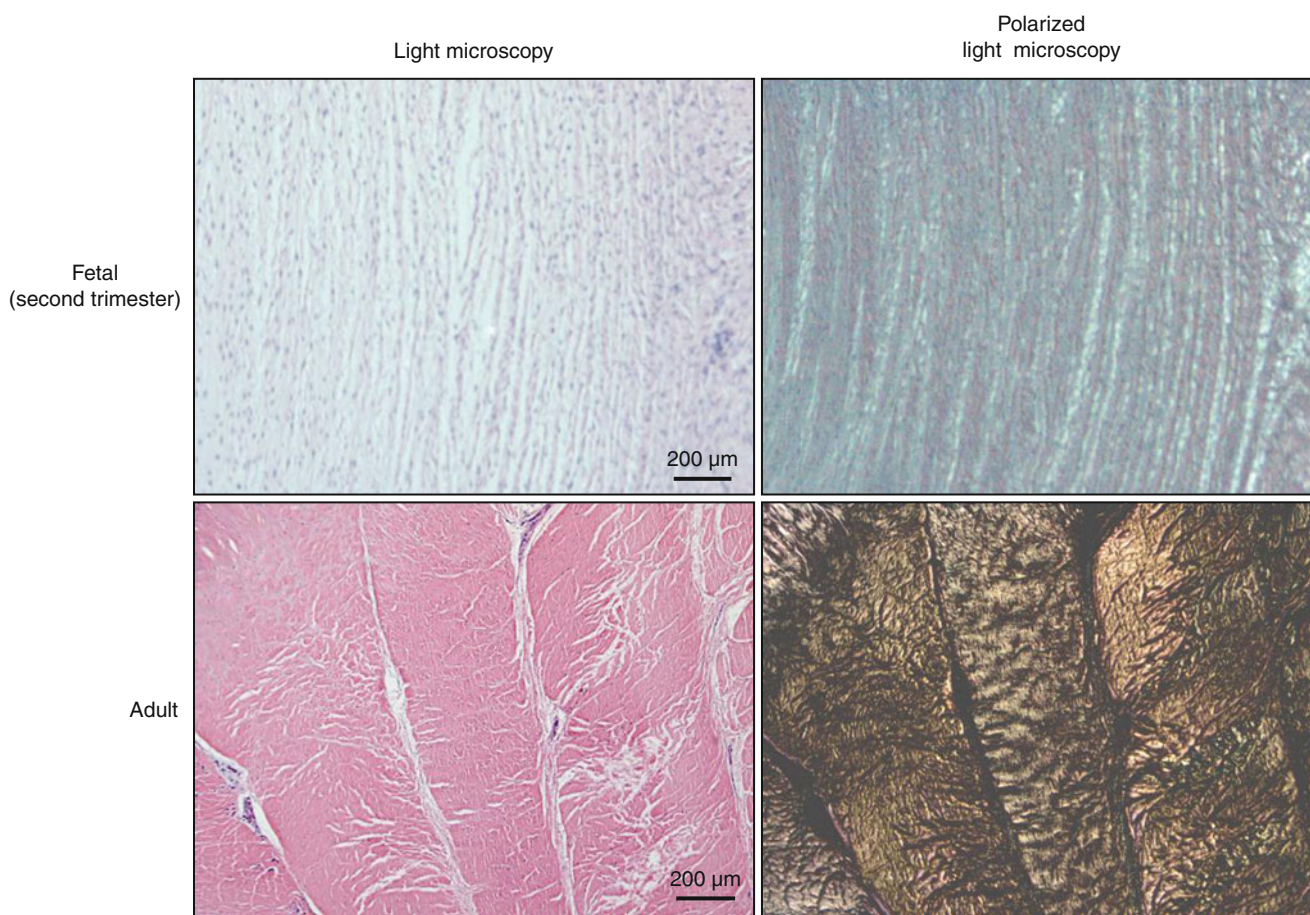 Light microscopy
Polarized
light microscopy
Fetal
(second trimester)
200 µm
Adult
200 µm